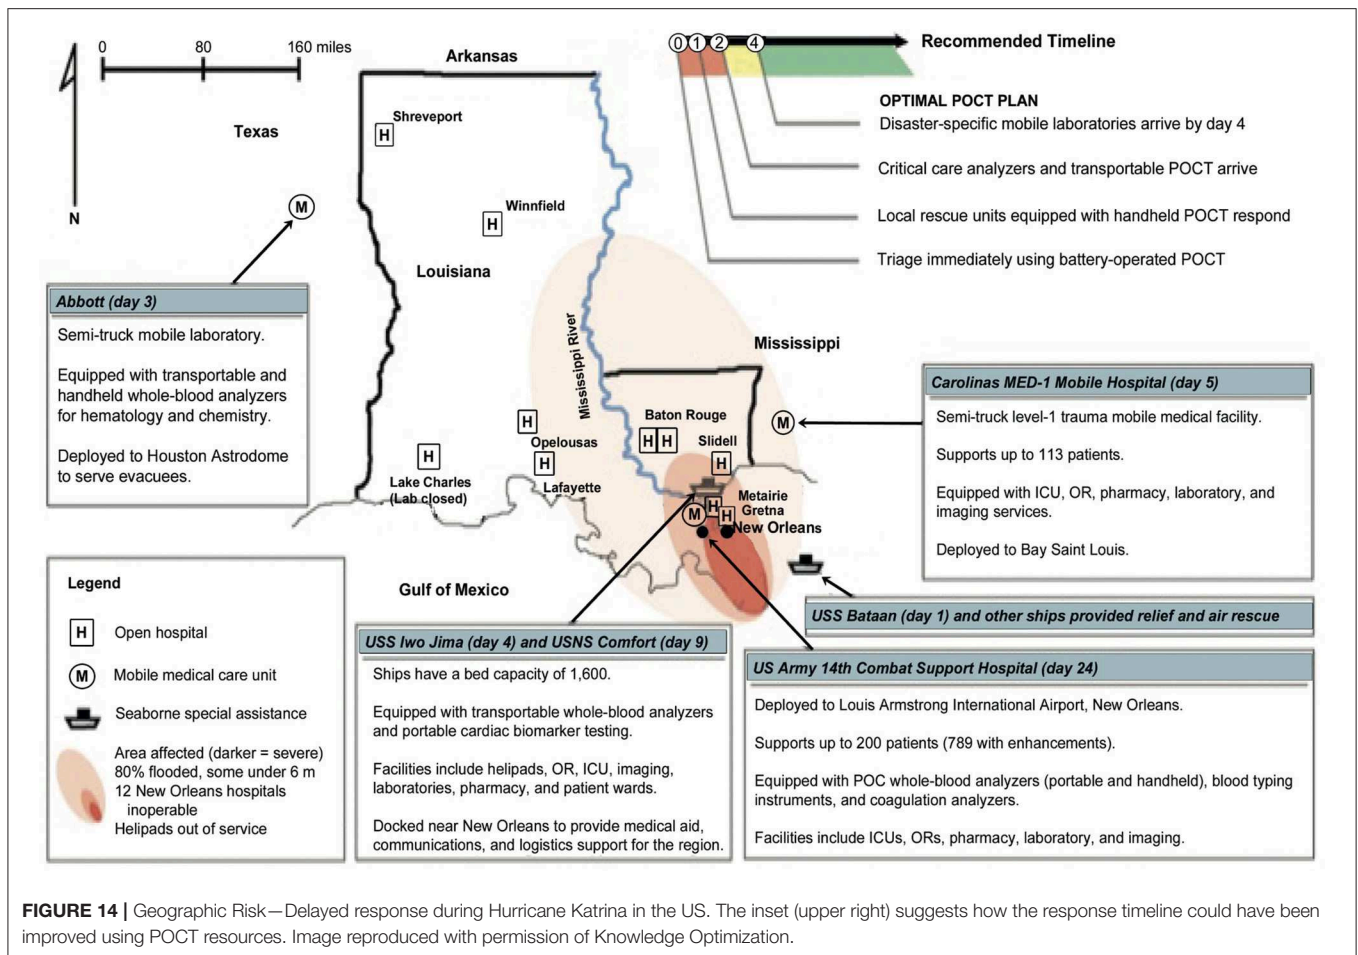 0 80 160 miles
N
Arkansas
Texas
H
Shreveport
M
H
Winnfield
Louisiana
Mississippi River
Mississippi
H
Opelousas
H
Lafayette
H
Lake Charles
(Lab closed)
Baton Rouge
H H
Slidell
H
M
Metairie
Gretna
New Orleans
H
H
M
Gulf of Mexico
0 1 2 4
Recommended Timeline
OPTIMAL POCT PLAN
Disaster-specific mobile laboratories arrive by day 4
Critical care analyzers and transportable POCT arrive
Local rescue units equipped with handheld POCT respond
Triage immediately using battery-operated POCT
Abbott (day 3)
Semi-truck mobile laboratory.
Equipped with transportable and
handheld whole-blood analyzers
for hematology and chemistry.
Deployed to Houston Astrodome
to serve evacuees.
Carolinas MED-1 Mobile Hospital (day 5)
Semi-truck level-1 trauma mobile medical facility.
Supports up to 113 patients.
Equipped with ICU, OR, pharmacy, laboratory, and
imaging services.
Deployed to Bay Saint Louis.
USS Bataan (day 1) and other ships provided relief and air rescue
Legend
H
Open hospital
M
Mobile medical care unit
Seaborne special assistance
Area affected (darker = severe)
80% flooded, some under 6 m
12 New Orleans hospitals
inoperable
Helipads out of service
USS Iwo Jima (day 4) and USNS Comfort (day 9)
Ships have a bed capacity of 1,600.
Equipped with transportable whole-blood analyzers
and portable cardiac biomarker testing.
Facilities include helipads, OR, ICU, imaging,
laboratories, pharmacy, and patient wards.
Docked near New Orleans to provide medical aid,
communications, and logistics support for the region.
US Army 14th Combat Support Hospital (day 24)
Deployed to Louis Armstrong International Airport, New Orleans.
Supports up to 200 patients (789 with enhancements).
Equipped with POC whole-blood analyzers (portable and handheld), blood typing
instruments, and coagulation analyzers.
Facilities include ICUs, ORs, pharmacy, laboratory, and imaging.
FIGURE 14 | Geographic Risk—Delayed response during Hurricane Katrina in the US. The inset (upper right) suggests how the response timeline could have been
improved using POCT resources. Image reproduced with permission of Knowledge Optimization.